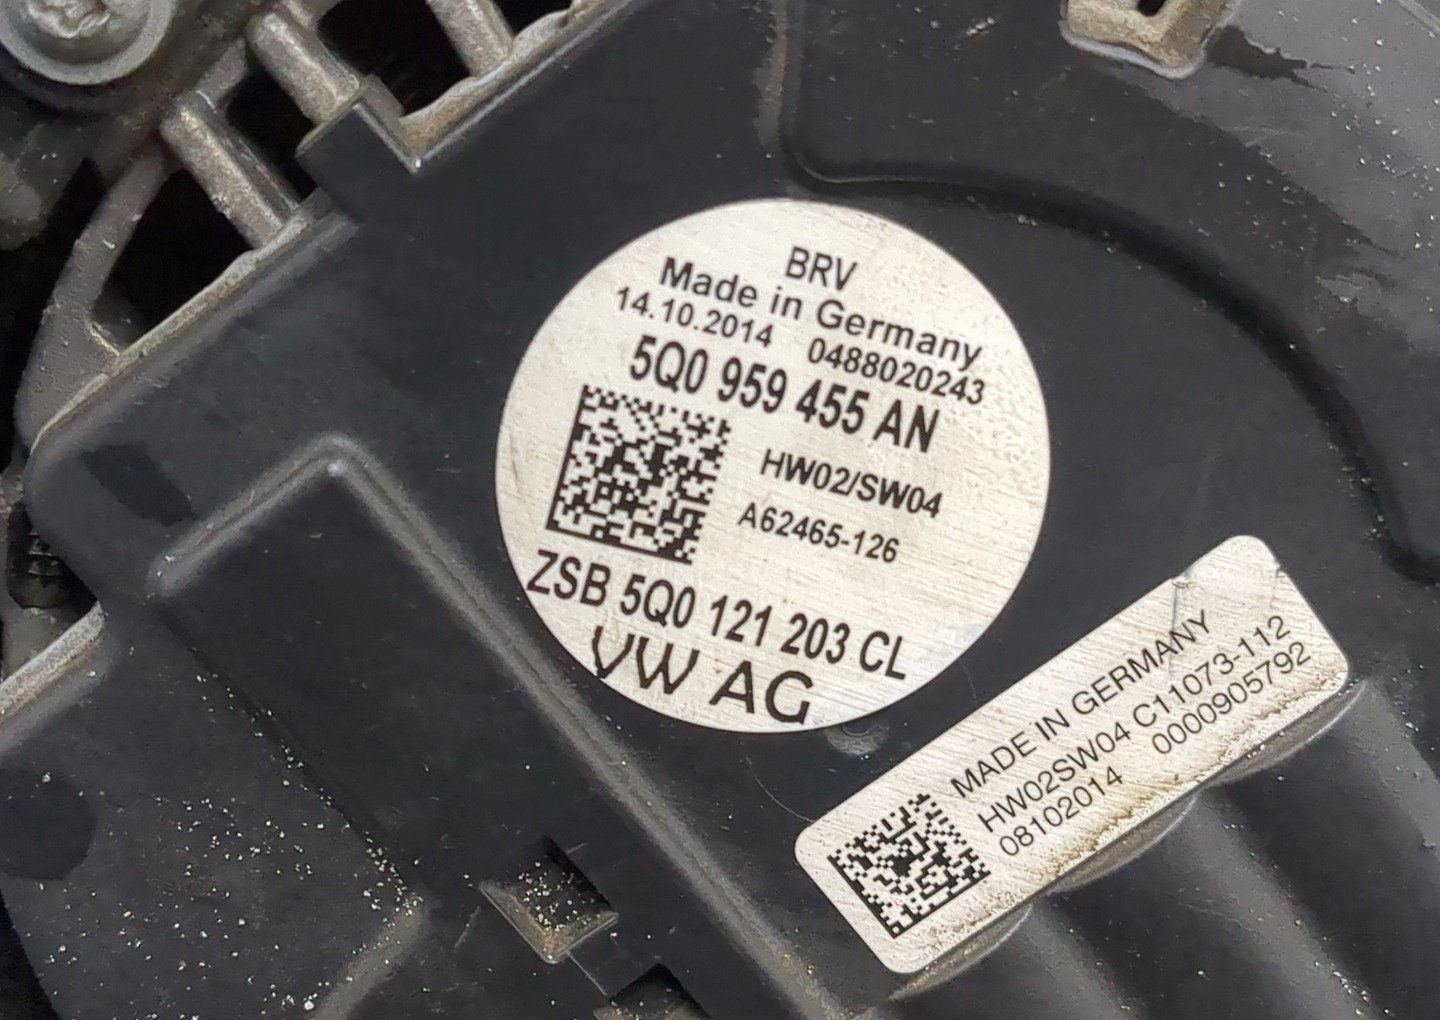 BRV
Made in Germany
14.10.2014 0488020243
5Q0 959 455 AN
HW02/SW04
A62465-126
ZSB 5Q0 121 203 CL
VW AG
MADE IN GERMANY
HW02SW04 C11073-112
08102014 0000905792